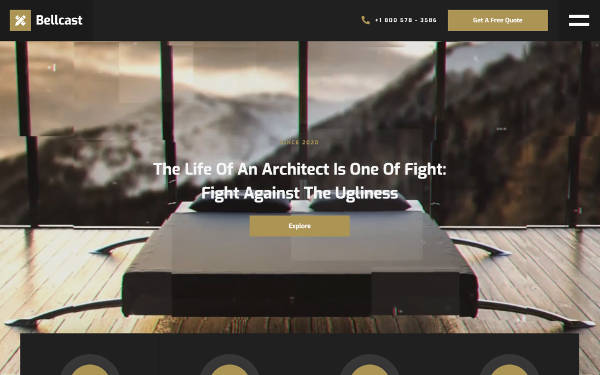 Bellcast
+1 800 578 - 3586
Get A Free Quote
SINCE 2020
The Life Of An Architect Is One Of Fight:
Fight Against The Ugliness
Explore